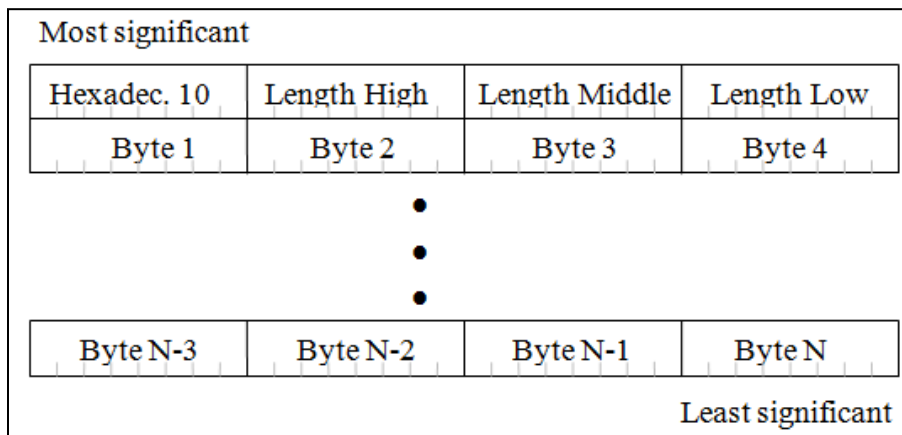 Most significant
Hexadec. 10 Length High Length Middle Length Low
Byte 1 Byte 2 Byte 3 Byte 4
Byte N-3 Byte N-2 Byte N-1 Byte N
Least significant